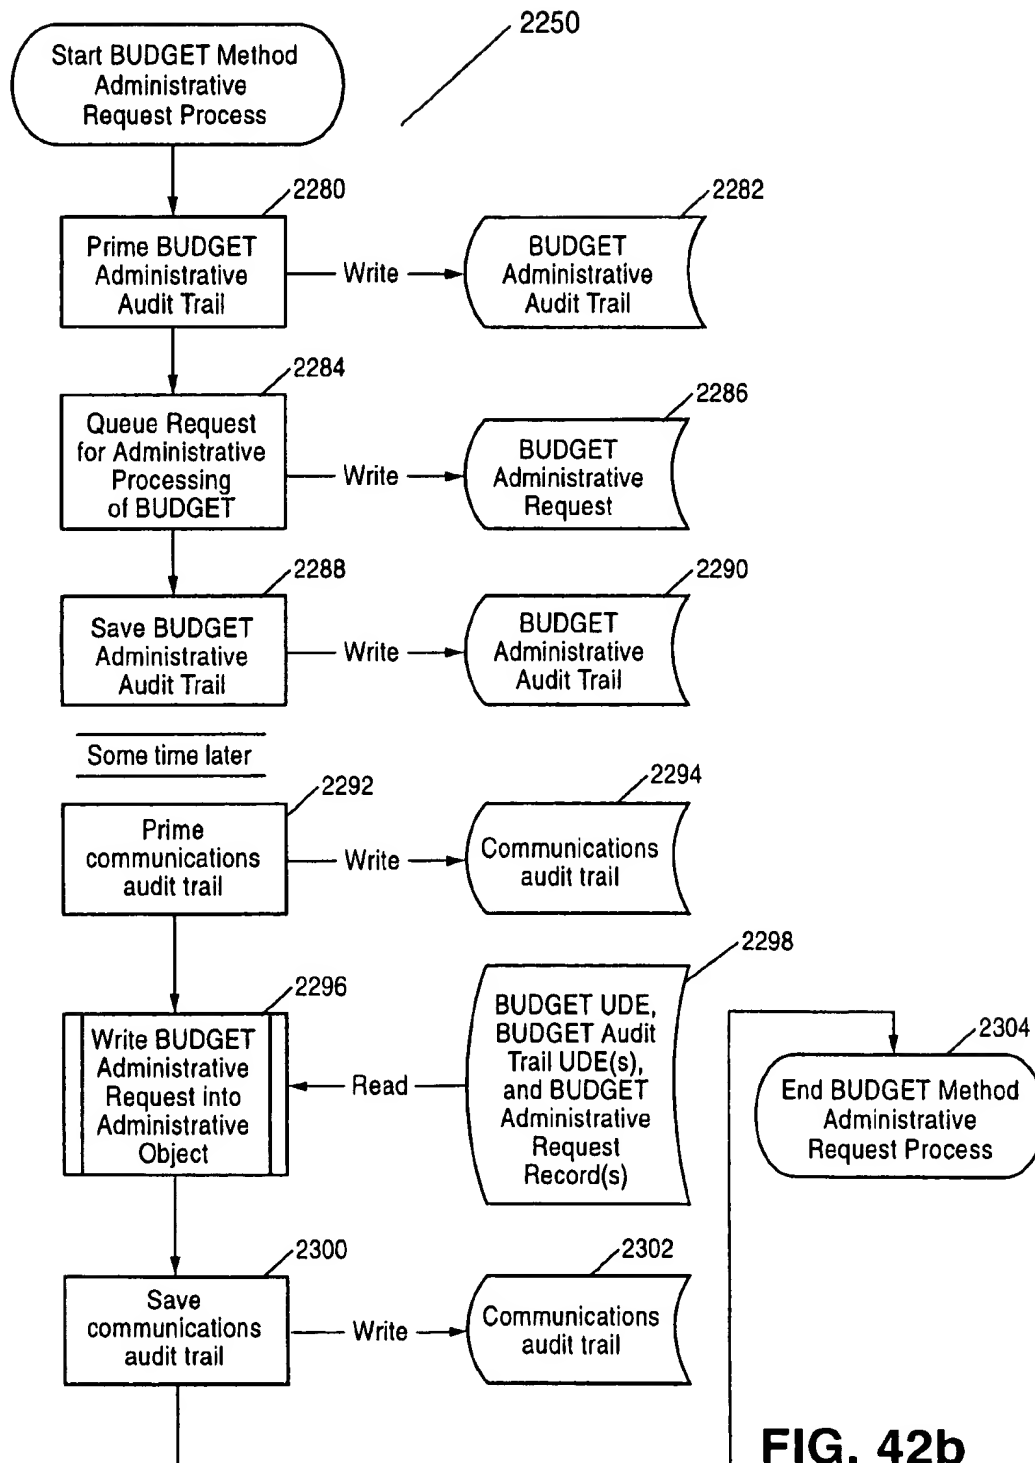 2250
Start BUDGET Method
Administrative
Request Process
2280
Prime BUDGET
Administrative
Audit Trail
Write
2282
BUDGET
Administrative
Audit Trail
2284
Queue Request
for Administrative
Processing
of BUDGET
Write
2286
BUDGET
Administrative
Request
2288
Save BUDGET
Administrative
Audit Trail
Write
2290
BUDGET
Administrative
Audit Trail
Some time later
2292
Prime
communications
audit trail
Write
2294
Communications
audit trail
2296
Write BUDGET
Administrative
Request into
Administrative
Object
Read
2298
BUDGET UDE,
BUDGET Audit
Trail UDE(s),
and BUDGET
Administrative
Request
Record(s)
2300
Save
communications
audit trail
Write
2302
Communications
audit trail
2304
End BUDGET Method
Administrative
Request Process
FIG. 42b